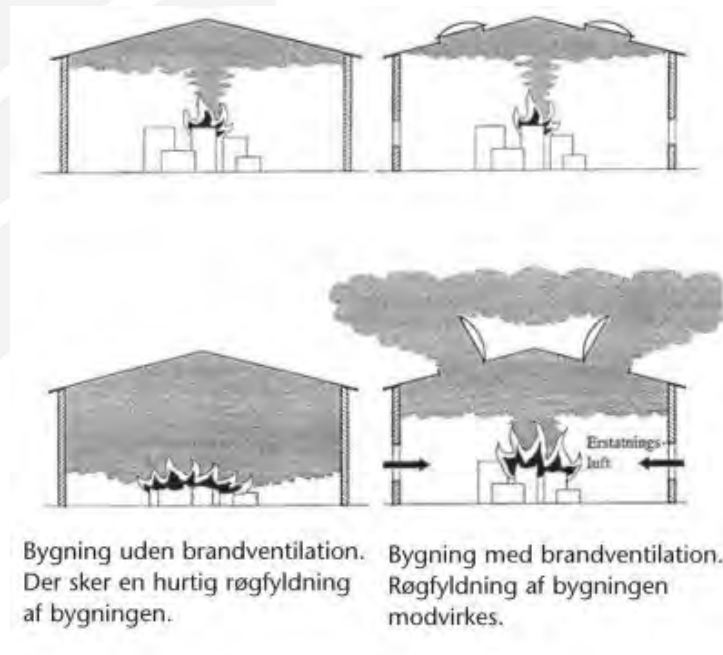 Erstatnings-
luft
Bygning uden brandventilation.
Der sker en hurtig røgfyldning
af bygningen.
Bygning med brandventilation.
Røgfyldning af bygningen
modvirkes.